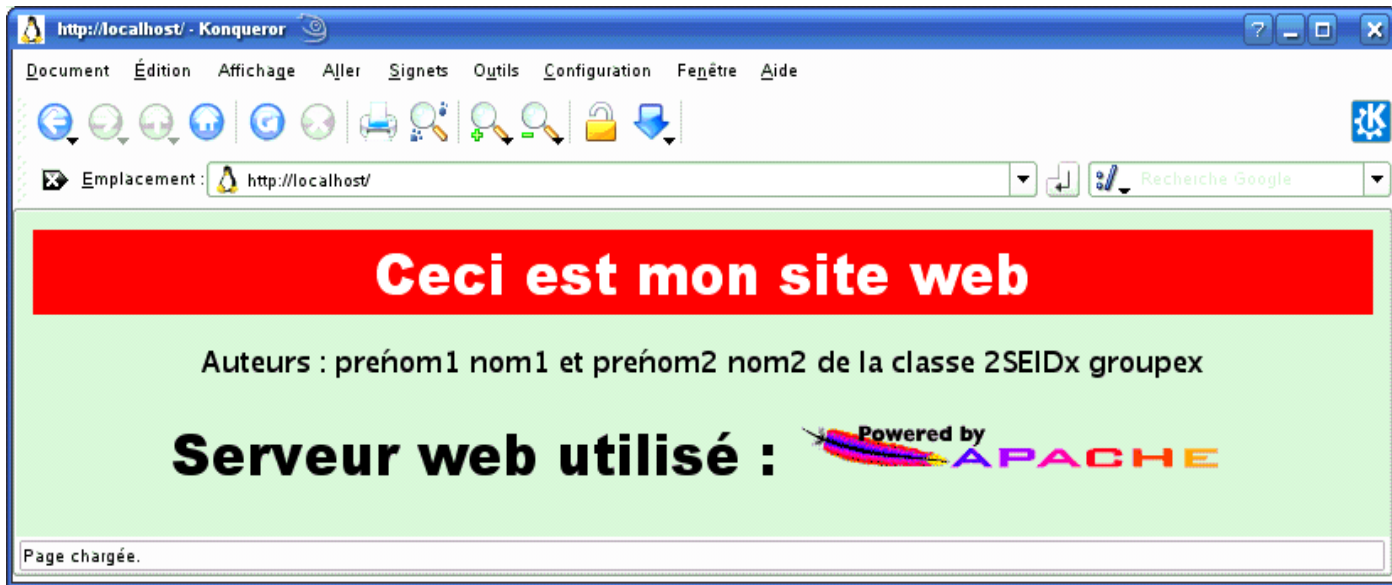 http://localhost/ - Konqueror
Document Édition Affichage Aller Signets Outils Configuration Fenêtre Aide
Emplacement : http://localhost/ Recherche Google
Ceci est mon site web
Auteurs : preńom1 nom1 et preńom2 nom2 de la classe 2SEIDx groupex
Serveur web utilisé : Powered by APACHE
Page chargée.